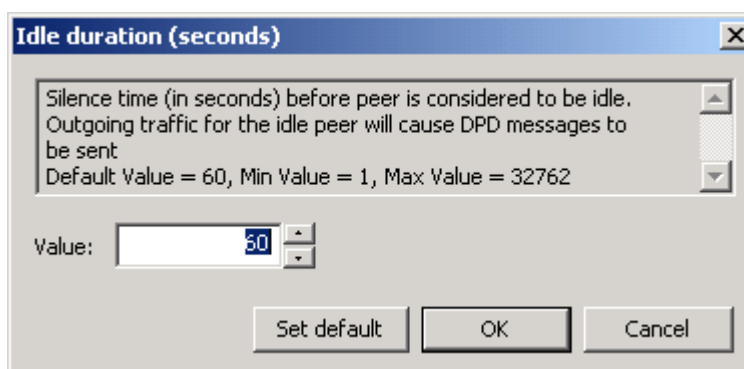 Idle duration (seconds)
Silence time (in seconds) before peer is considered to be idle.
Outgoing traffic for the idle peer will cause DPD messages to
be sent
Default Value = 60, Min Value = 1, Max Value = 32762
Value: 60
Set default OK Cancel